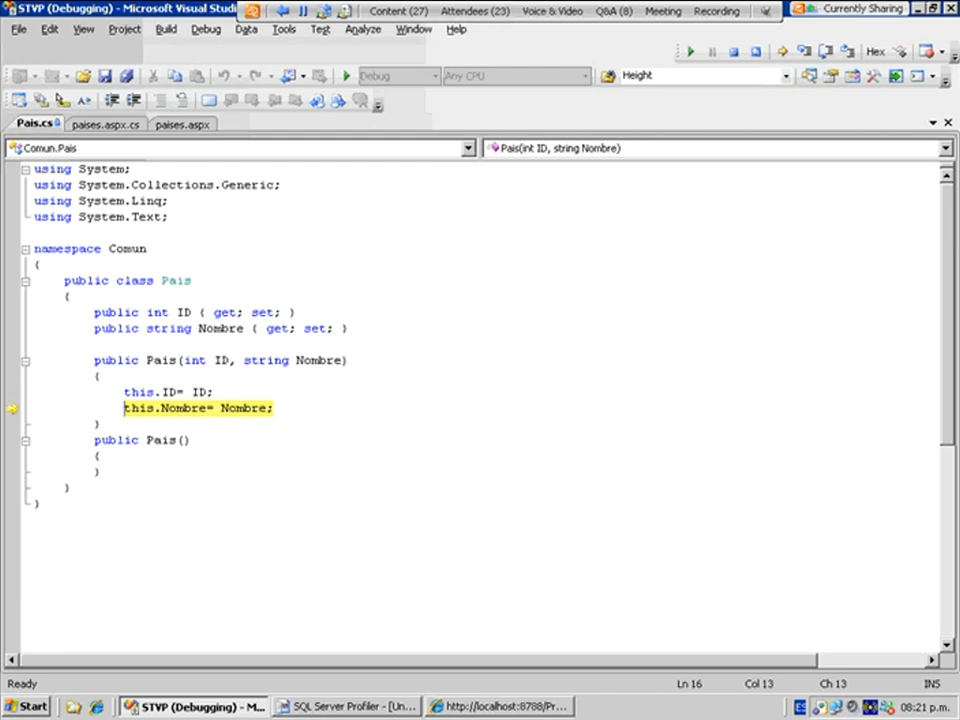 STVP (Debugging) - Microsoft Visual Studi
Content (27) Attendees (23) Voice & Video Q&A (8) Meeting Recording
Currently Sharing
File Edit View Project Build Debug Data Tools Test Analyze Window Help
Hex
Debug Any CPU Height
Pais.cs paises.aspx.cs paises.aspx
Comun.Pais Pais(int ID, string Nombre)
using System;
using System.Collections.Generic;
using System.Linq;
using System.Text;
namespace Comun
{
public class Pais
{
public int ID { get; set; }
public string Nombre { get; set; }
public Pais(int ID, string Nombre)
{
this.ID= ID;
this.Nombre= Nombre;
}
public Pais()
{
}
}
}
Ready Ln 16 Col 13 Ch 13 INS
Start STVP (Debugging) - M... SQL Server Profiler - [Un... http://localhost:8788/Pr... ES 08:21 p.m.